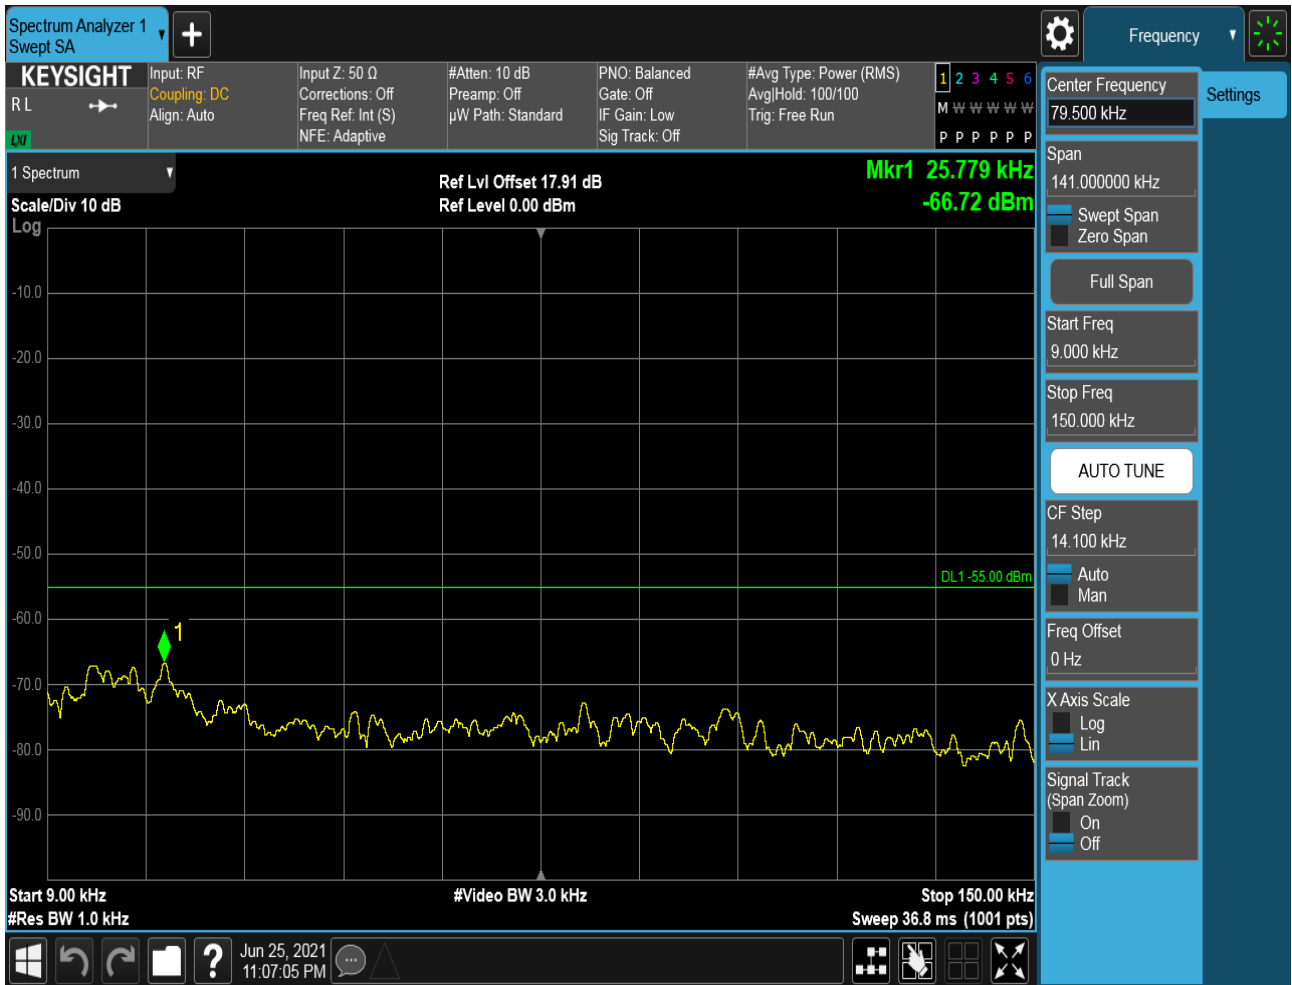 Spectrum Analyzer 1
Swept SA
Frequency
KEYSIGHT
R L
LXI
Input: RF
Coupling: DC
Align: Auto
Input Z: 50 Ω
Corrections: Off
Freq Ref: Int (S)
NFE: Adaptive
#Atten: 10 dB
Preamp: Off
µW Path: Standard
PNO: Balanced
Gate: Off
IF Gain: Low
Sig Track: Off
#Avg Type: Power (RMS)
Avg|Hold: 100/100
Trig: Free Run
1 2 3 4 5 6
M W W W W W
P P P P P P
1 Spectrum
Scale/Div 10 dB
Log
Ref Lvl Offset 17.91 dB
Ref Level 0.00 dBm
Mkr1 25.779 kHz
-66.72 dBm
-10.0
-20.0
-30.0
-40.0
-50.0
DL1 -55.00 dBm
-60.0
1
-70.0
-80.0
-90.0
Start 9.00 kHz
#Video BW 3.0 kHz
Stop 150.00 kHz
#Res BW 1.0 kHz
Sweep 36.8 ms (1001 pts)
Center Frequency
79.500 kHz
Settings
Span
141.000000 kHz
Swept Span
Zero Span
Full Span
Start Freq
9.000 kHz
Stop Freq
150.000 kHz
AUTO TUNE
CF Step
14.100 kHz
Auto
Man
Freq Offset
0 Hz
X Axis Scale
Log
Lin
Signal Track
(Span Zoom)
On
Off
?
Jun 25, 2021
11:07:05 PM